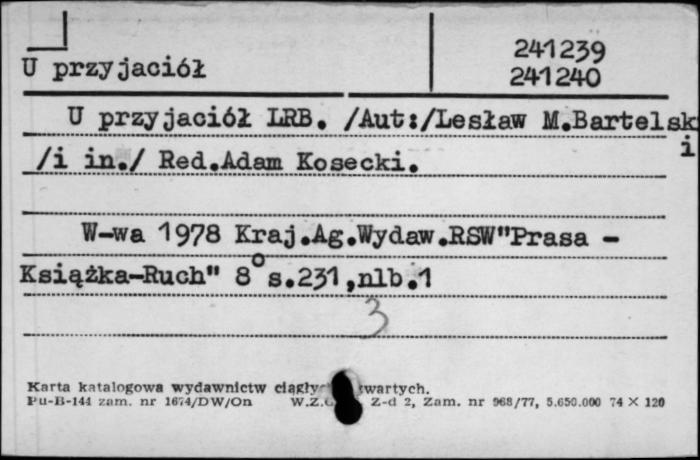 241239
U przyjaciół
241240
U przyjaciół LRB. /Aut:/Lesław M.Bartelski
/i in./ Red.Adam Kosecki.
W-wa 1978 Kraj.Ag.Wydaw.RSW"Prasa -
Książka-Ruch" 8° s.231,nlb.1
3
Karta katalogowa wydawnictw
Pu-B-144 zam. nr 1674/DW/On Z-d 2, Zam. nr 968/77, 5.650.000 74 X 120